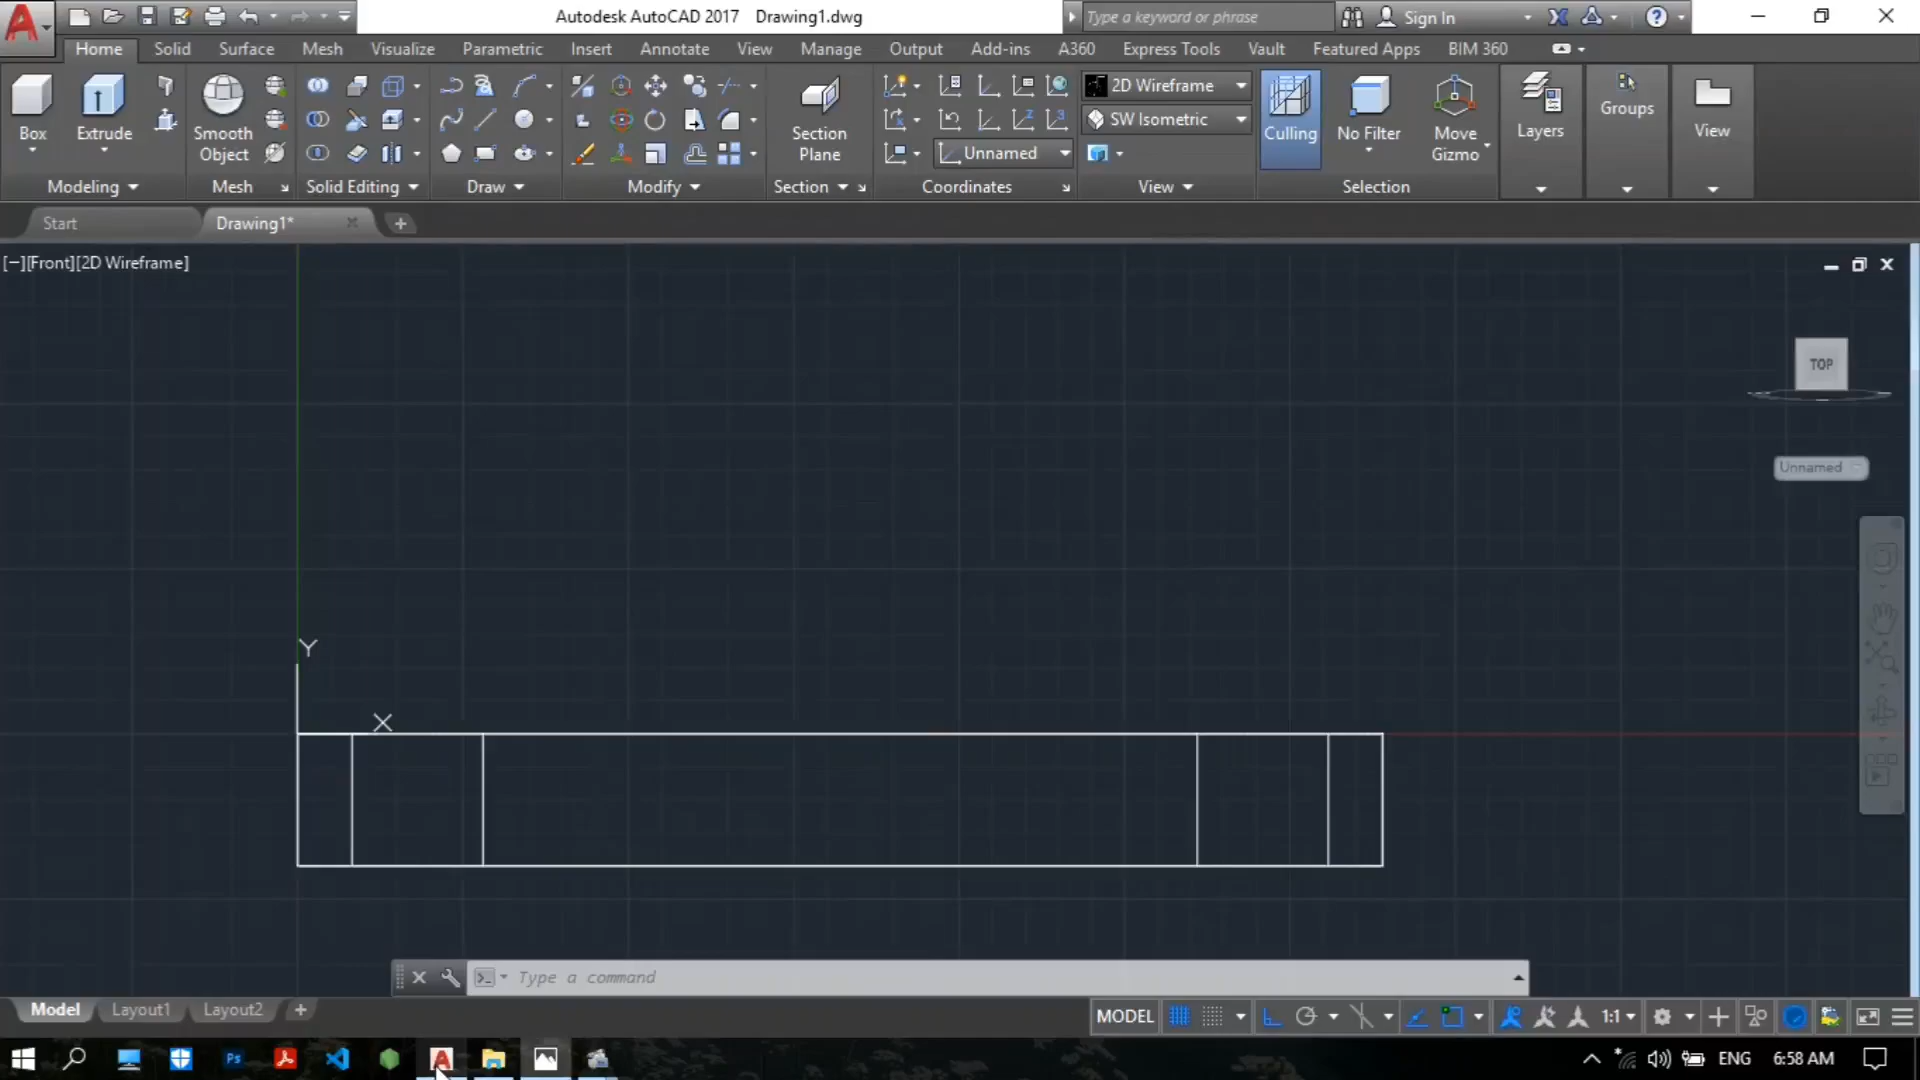 Autodesk AutoCAD 2017 Drawing1.dwg
Type a keyword or phrase
Sign In
Home Solid Surface Mesh Visualize Parametric Insert Annotate View Manage Output Add-ins A360 Express Tools Vault Featured Apps BIM 360
Box
Extrude
Smooth Object
Section Plane
Unnamed
2D Wireframe
SW Isometric
Culling
No Filter
Move Gizmo
Layers
Groups
View
Modeling Mesh Solid Editing Draw Modify Section Coordinates View Selection
Start Drawing1*
[−][Front][2D Wireframe]
TOP
Unnamed
Y
X
Type a command
Model Layout1 Layout2
MODEL 1:1
Ps
ENG 6:58 AM